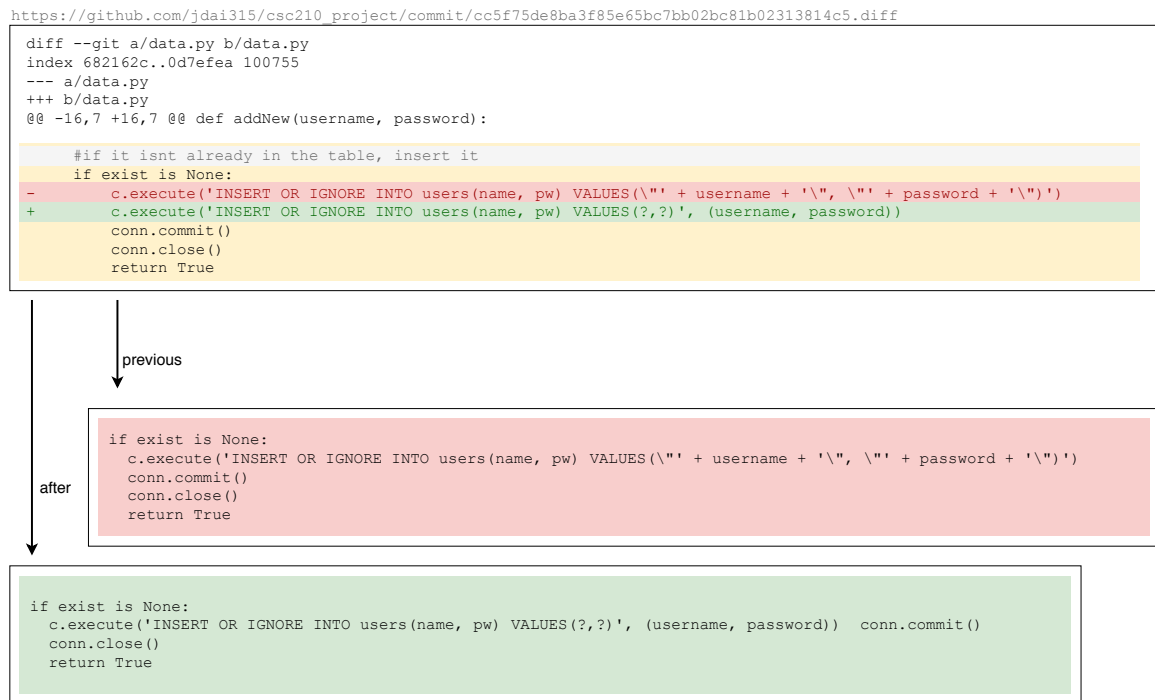 https://github.com/jdai315/csc210_project/commit/cc5f75de8ba3f85e65bc7bb02bc81b02313814c5.diff
diff --git a/data.py b/data.py
index 682162c..0d7efea 100755
--- a/data.py
+++ b/data.py
@@ -16,7 +16,7 @@ def addNew(username, password):
#if it isnt already in the table, insert it
if exist is None:
- c.execute('INSERT OR IGNORE INTO users(name, pw) VALUES(\"' + username + '\", \"' + password + '\")')
+ c.execute('INSERT OR IGNORE INTO users(name, pw) VALUES(?,?)', (username, password))
conn.commit()
conn.close()
return True
previous
if exist is None:
c.execute('INSERT OR IGNORE INTO users(name, pw) VALUES(\"' + username + '\", \"' + password + '\")')
conn.commit()
conn.close()
return True
after
if exist is None:
c.execute('INSERT OR IGNORE INTO users(name, pw) VALUES(?,?)', (username, password)) conn.commit()
conn.close()
return True